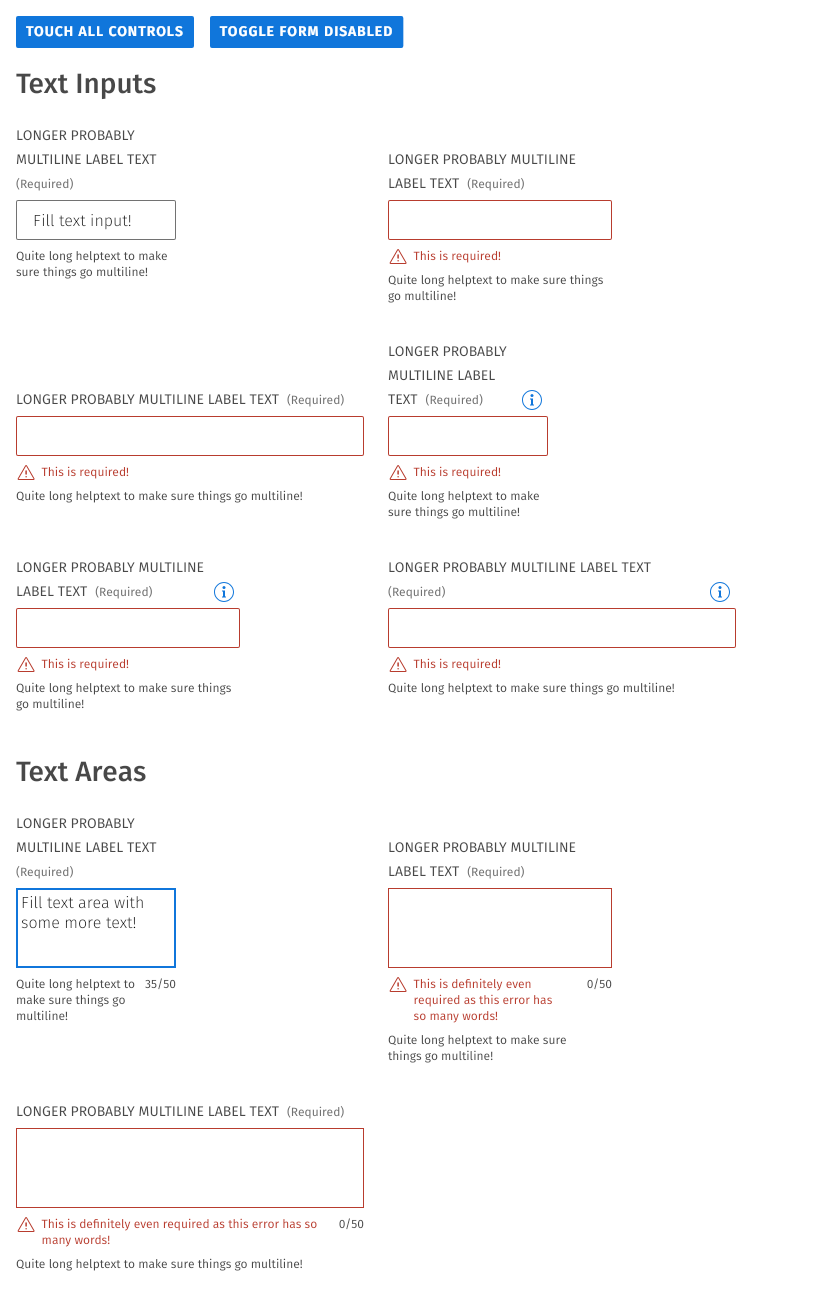 TOUCH ALL CONTROLS
TOGGLE FORM DISABLED
Text Inputs
LONGER PROBABLY
MULTILINE LABEL TEXT
(Required)
Fill text input!
Quite long helptext to make
sure things go multiline!
LONGER PROBABLY MULTILINE
LABEL TEXT (Required)
This is required!
Quite long helptext to make sure things
go multiline!
LONGER PROBABLY MULTILINE LABEL TEXT (Required)
This is required!
Quite long helptext to make sure things go multiline!
LONGER PROBABLY
MULTILINE LABEL
TEXT (Required)
This is required!
Quite long helptext to make
sure things go multiline!
LONGER PROBABLY MULTILINE
LABEL TEXT (Required)
This is required!
Quite long helptext to make sure things
go multiline!
LONGER PROBABLY MULTILINE LABEL TEXT
(Required)
This is required!
Quite long helptext to make sure things go multiline!
Text Areas
LONGER PROBABLY
MULTILINE LABEL TEXT
(Required)
Fill text area with
some more text!
Quite long helptext to 35/50
make sure things go
multiline!
LONGER PROBABLY MULTILINE
LABEL TEXT (Required)
This is definitely even 0/50
required as this error has
so many words!
Quite long helptext to make sure
things go multiline!
LONGER PROBABLY MULTILINE LABEL TEXT (Required)
This is definitely even required as this error has so 0/50
many words!
Quite long helptext to make sure things go multiline!